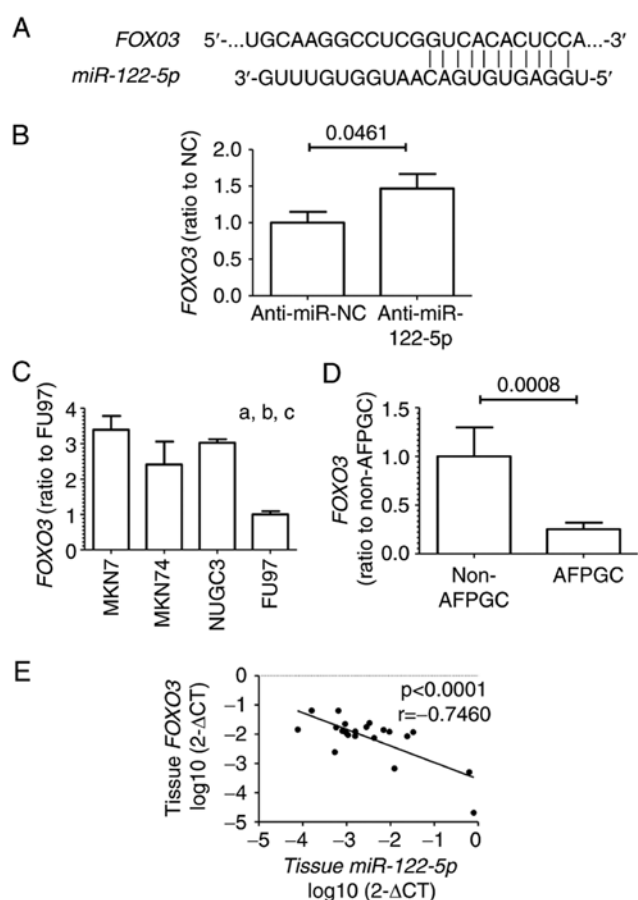 A
FOX03 5′-...UGCAAGGCCUCGGUCACACUCCA...-3′
miR-122-5p 3′-GUUUGUGGUAACAGUGUGAGGU-5′
B
0.0461
FOXO3 (ratio to NC)
2.0
1.5
1.0
0.5
0.0
Anti-miR-NC Anti-miR-
122-5p
C
FOXO3 (ratio to FU97)
a, b, c
4
3
2
1
0
MKN7
MKN74
NUGC3
FU97
D
0.0008
FOXO3
(ratio to non-AFPGC)
1.5
1.0
0.5
0.0
Non-
AFPGC
AFPGC
E
Tissue FOXO3
log10 (2-ΔCT)
0
−1
−2
−3
−4
−5
p<0.0001
r=−0.7460
−5 −4 −3 −2 −1 0
Tissue miR-122-5p
log10 (2-ΔCT)